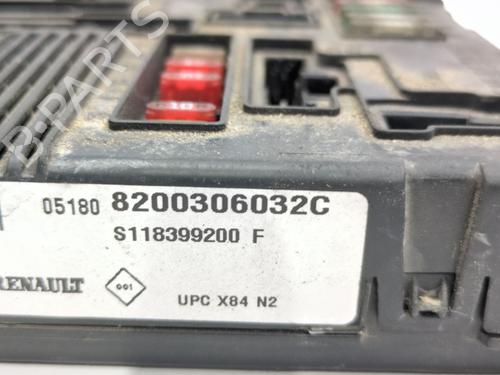 B-PARTS
05180 8200306032C
S118399200 F
RENAULT 001
UPC X84 N2